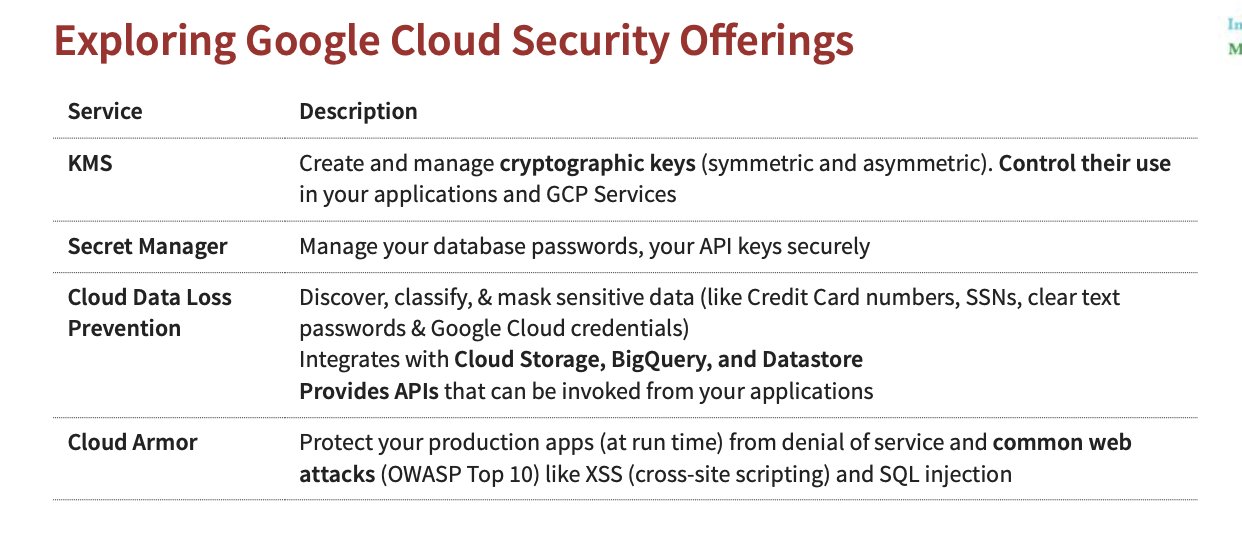 Exploring Google Cloud Security Offerings
Service Description
KMS Create and manage cryptographic keys (symmetric and asymmetric). Control their use
in your applications and GCP Services
Secret Manager Manage your database passwords, your API keys securely
Cloud Data Loss Discover, classify, & mask sensitive data (like Credit Card numbers, SSNs, clear text
Prevention passwords & Google Cloud credentials)
Integrates with Cloud Storage, BigQuery, and Datastore
Provides APIs that can be invoked from your applications
Cloud Armor Protect your production apps (at run time) from denial of service and common web
attacks (OWASP Top 10) like XSS (cross-site scripting) and SQL injection